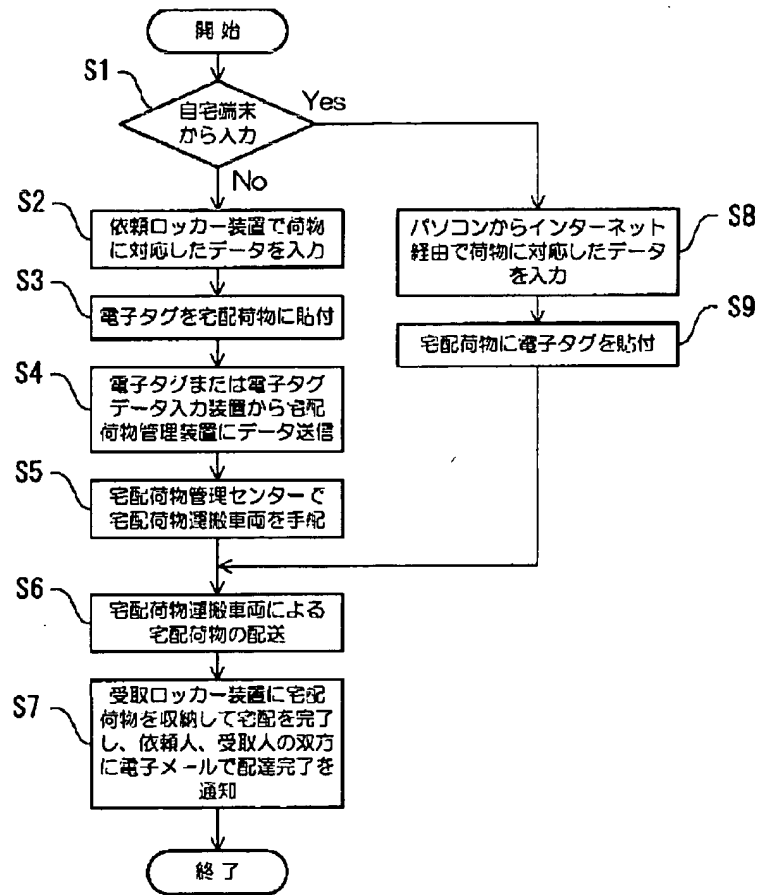 開始
S1
自宅端末
から入力
Yes
No
S2
依頼ロッカー装置で荷物
に対応したデータを入力
S3
電子タグを宅配荷物に貼付
S4
電子タグまたは電子タグ
データ入力装置から宅配
荷物管理装置にデータ送信
S5
宅配荷物管理センターで
宅配荷物運搬車両を手配
S8
パソコンからインターネット
経由で荷物に対応したデータ
を入力
S9
宅配荷物に電子タグを貼付
S6
宅配荷物運搬車両による
宅配荷物の配送
S7
受取ロッカー装置に宅配
荷物を収納して宅配を完了
し、依頼人、受取人の双方
に電子メールで配達完了を
通知
終了